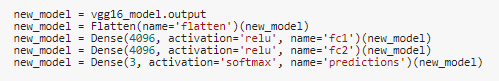 new_model = vgg16_model.output
new_model = Flatten(name='flatten')(new_model)
new_model = Dense(4096, activation='relu', name='fc1')(new_model)
new_model = Dense(4096, activation='relu', name='fc2')(new_model)
new_model = Dense(3, activation='softmax', name='predictions')(new_model)